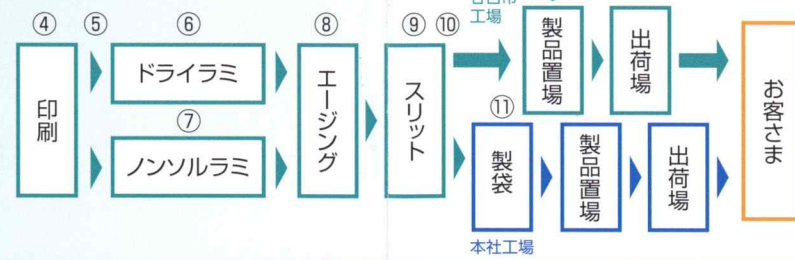 ④
⑤
⑥
⑧
⑨
⑩
工場
印刷
ドライラミ
⑦
ノンソルラミ
エージング
スリット
製品置場
出荷場
⑪
製袋
製品置場
出荷場
お客さま
本社工場